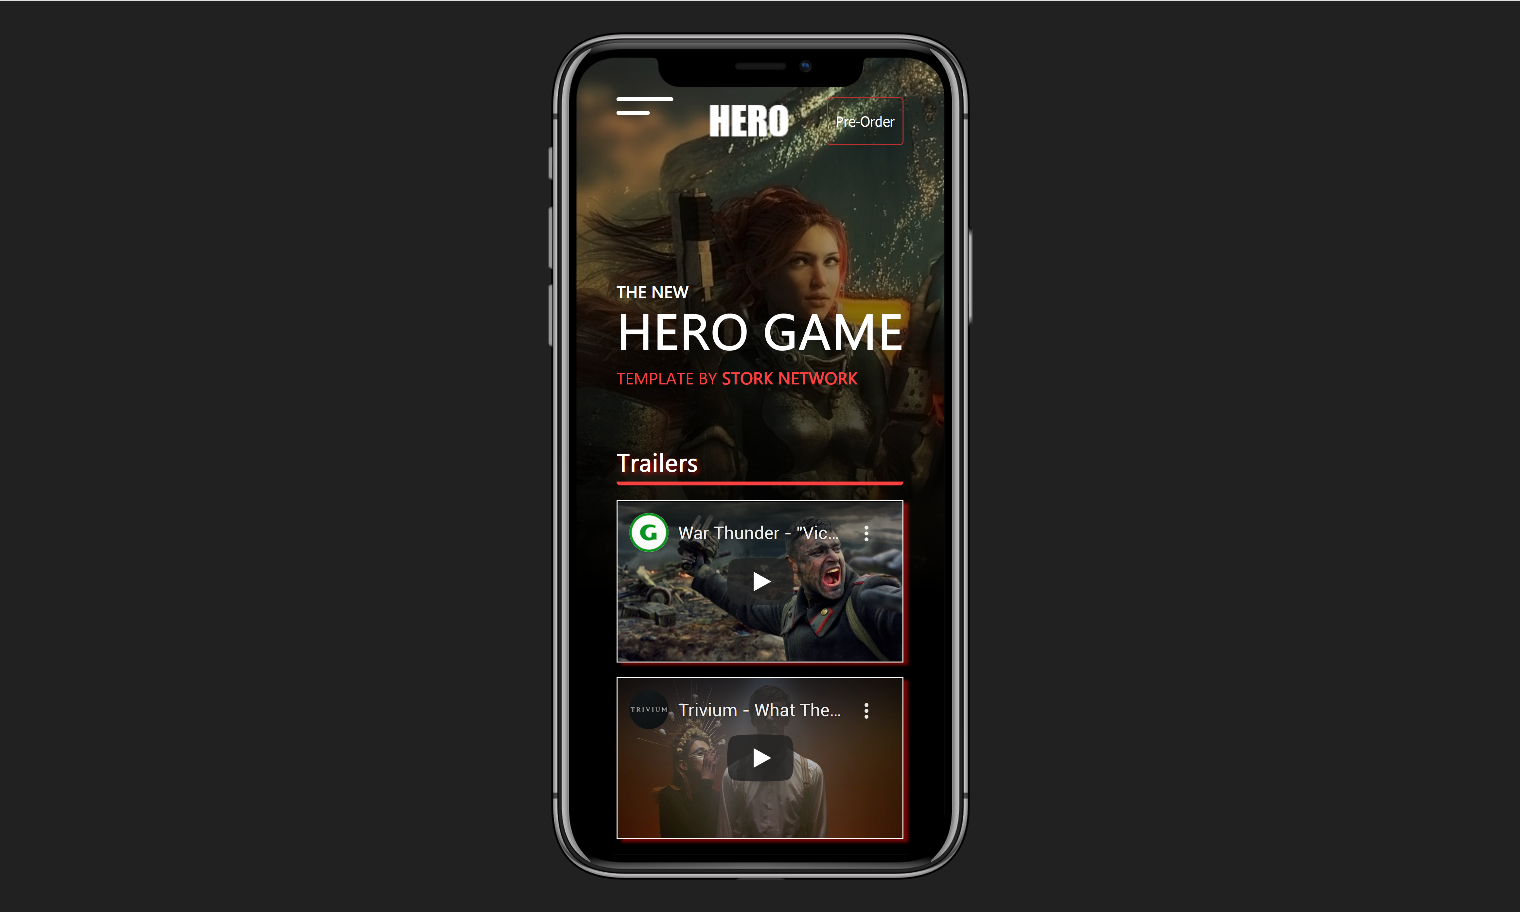 HERO
Pre-Order
THE NEW
HERO GAME
TEMPLATE BY STORK NETWORK
Trailers
G
War Thunder - "Vic...
TRIVIUM
Trivium - What The...